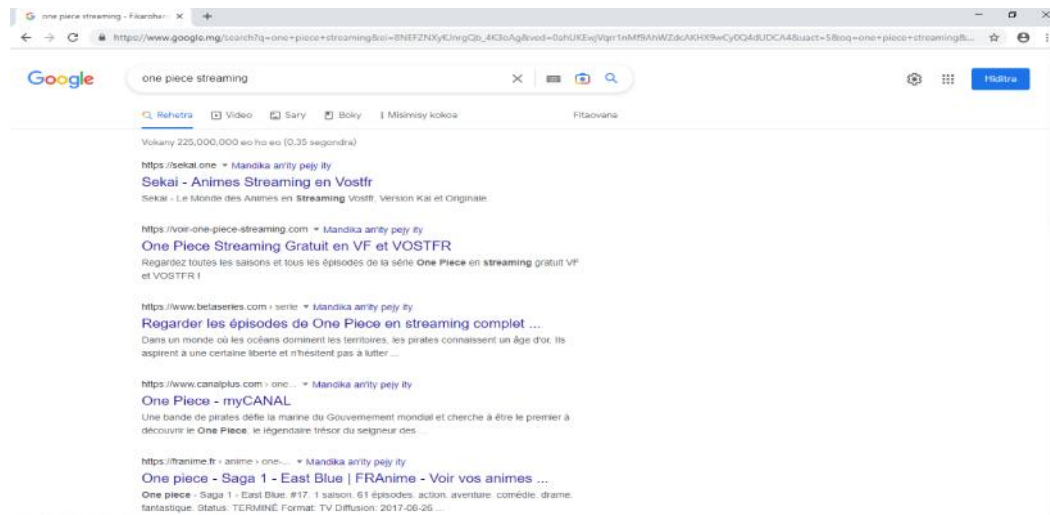 one piece streaming - Fikarohan
https://www.google.mg/search?q=one+piece+streaming
Google
one piece streaming
Hiditra
Rehetra Video Sary Boky Misimisy kokoa Fitaovana
Vokany 225,000,000 eo ho eo (0,35 segondra)
https://sekai.one Mandika an'ity pejy ity
Sekai - Animes Streaming en Vostfr
Sekai - Le Monde des Animes en Streaming Vostfr, Version Kai et Originale.
https://voir-one-piece-streaming.com Mandika an'ity pejy ity
One Piece Streaming Gratuit en VF et VOSTFR
Regardez toutes les saisons et tous les épisodes de la série One Piece en streaming gratuit VF
et VOSTFR !
https://www.betaseries.com › serie Mandika an'ity pejy ity
Regarder les épisodes de One Piece en streaming complet ...
Dans un monde où les océans dominent les territoires, les pirates connaissent un âge d'or. Ils
aspirent à une certaine liberté et n'hésitent pas à lutter ...
https://www.canalplus.com › one... Mandika an'ity pejy ity
One Piece - myCANAL
Une bande de pirates défie la marine du Gouvernement mondial et cherche à être le premier à
découvrir le One Piece, le légendaire trésor du seigneur des ...
https://franime.fr › anime › one-... Mandika an'ity pejy ity
One piece - Saga 1 - East Blue | FRAnime - Voir vos animes ...
One piece - Saga 1 - East Blue. #17. 1 saison. 61 épisodes. action. aventure. comédie. drame.
fantastique. Status. TERMINÉ Format. TV Diffusion: 2017-06-26 ...